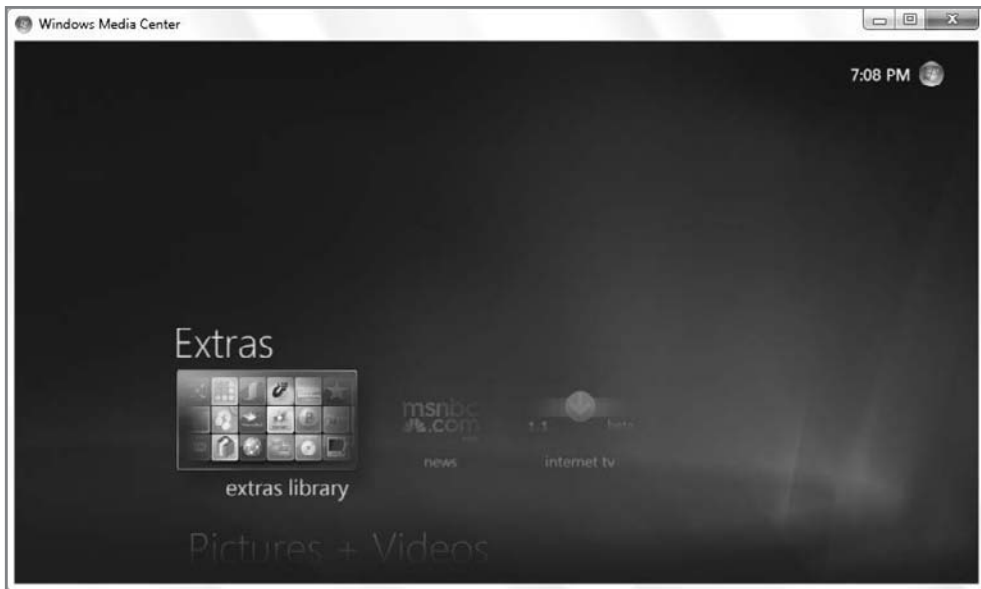 Windows Media Center
7:08 PM
Extras
msnbc
.com
news
internet tv
extras library
Pictures + Videos